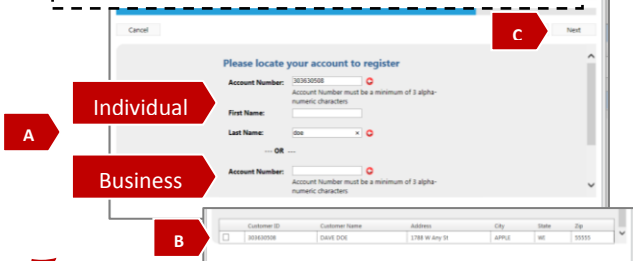 Cancel
C
Next
Please locate your account to register
Account Number: 303630508
Account Number must be a minimum of 3 alpha-
numeric characters
Individual
First Name:
A
Last Name: doe ×
---- OR ----
Business
Account Number:
Account Number must be a minimum of 3 alpha-
numeric characters
B
Customer ID Customer Name Address City State Zip
303630508 DAVE DOE 1788 W Any St APPLE WI 55555